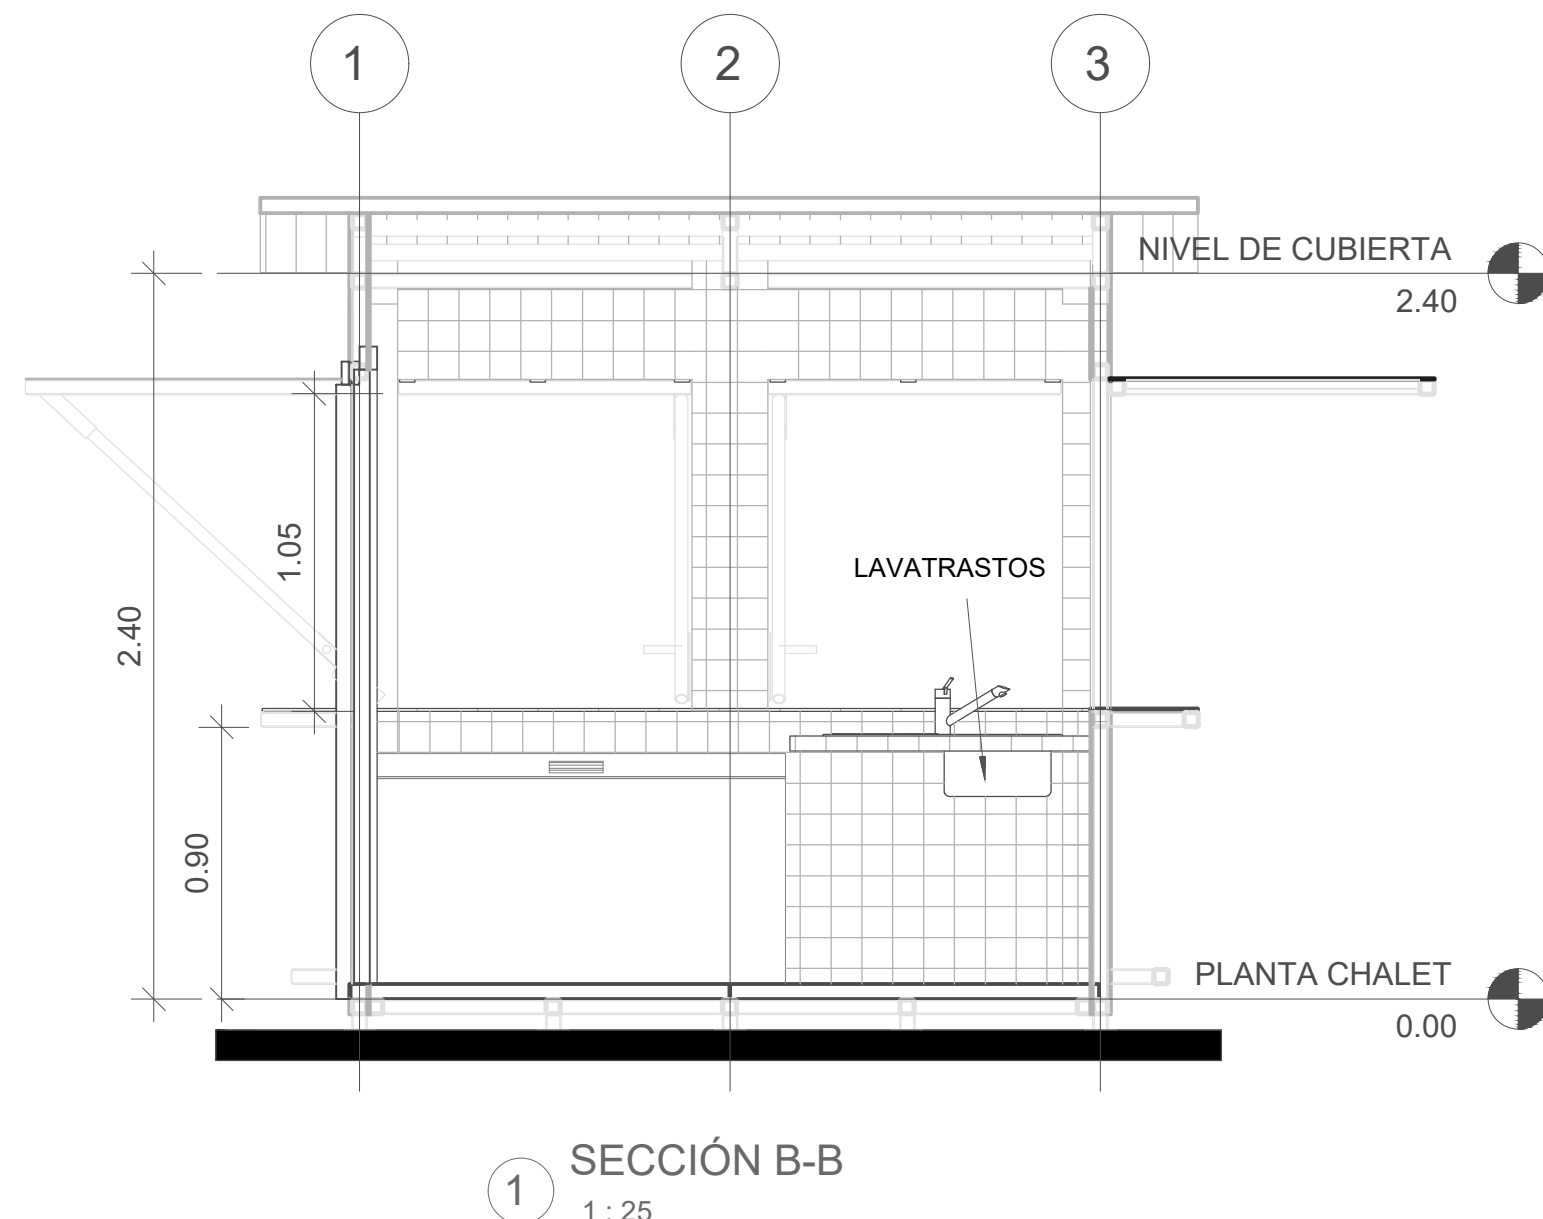 1
2
3
NIVEL DE CUBIERTA
2.40
1.05
LAVATRASTOS
2.40
0.90
PLANTA CHALET
0.00
1
SECCIÓN B-B
1 : 25